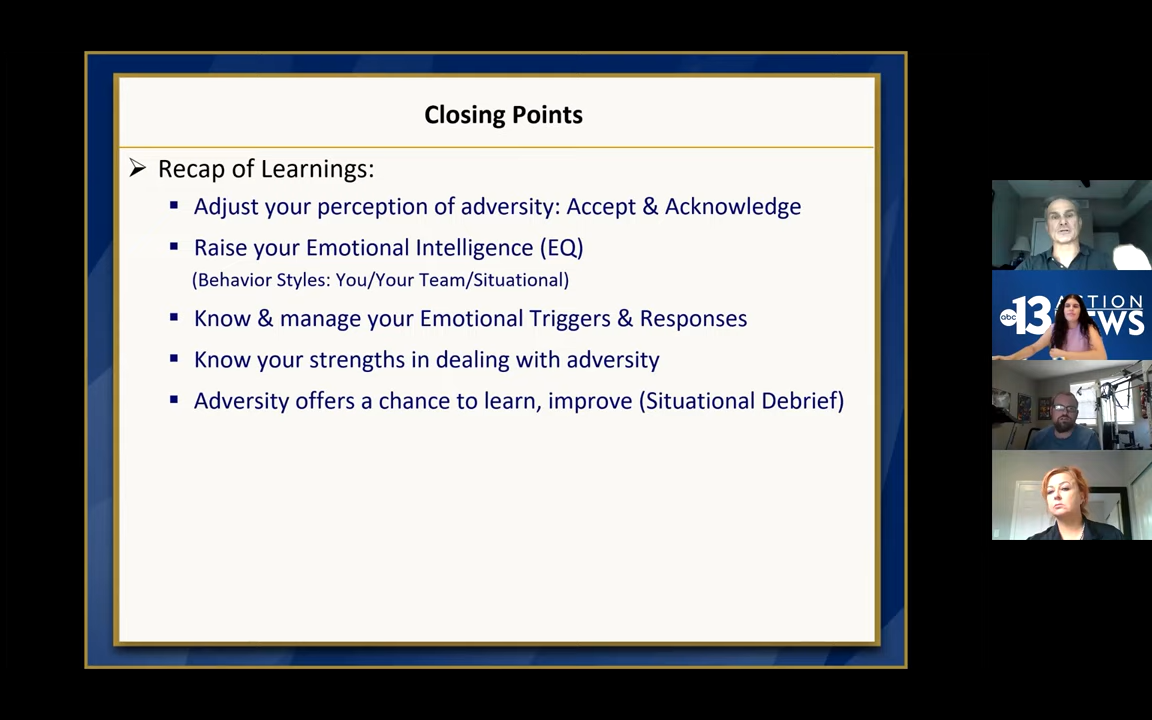 Closing Points
➢ Recap of Learnings:
▪ Adjust your perception of adversity: Accept & Acknowledge
▪ Raise your Emotional Intelligence (EQ)
(Behavior Styles: You/Your Team/Situational)
▪ Know & manage your Emotional Triggers & Responses
▪ Know your strengths in dealing with adversity
▪ Adversity offers a chance to learn, improve (Situational Debrief)
abc 13